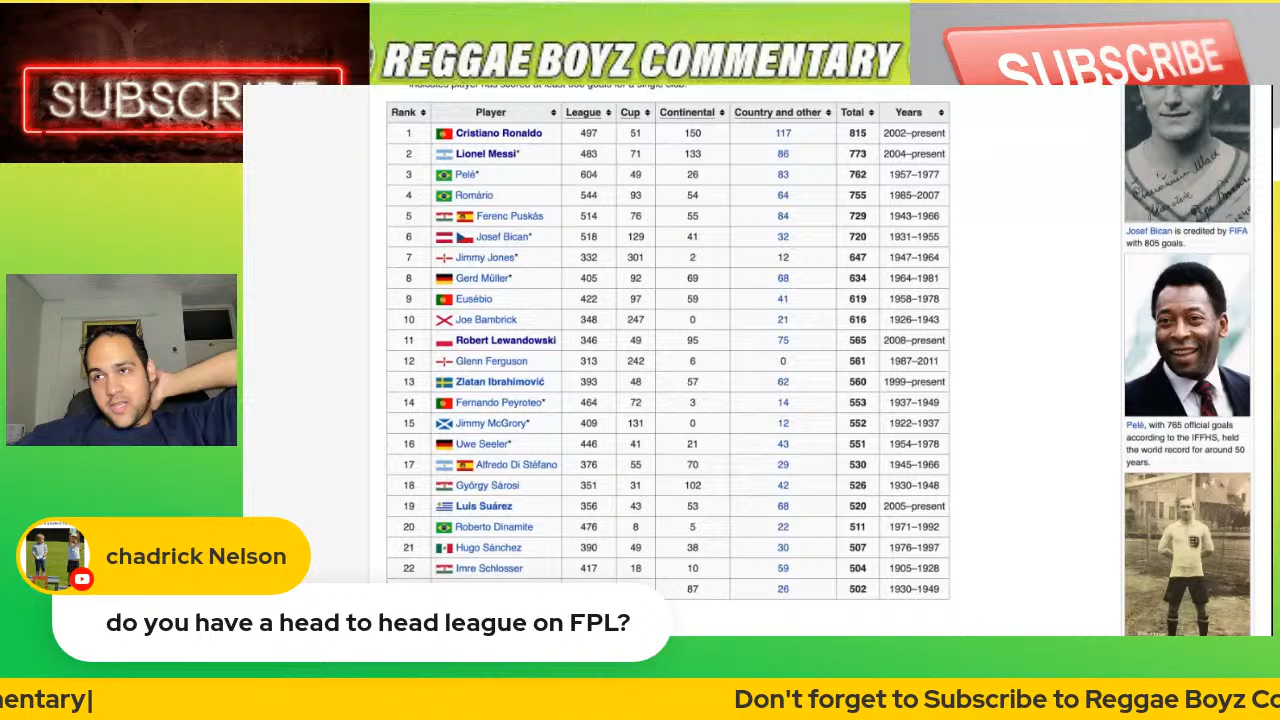 SUBSCR
REGGAE BOYZ COMMENTARY
SUBSCRIBE
indicates player has scored at least 300 goals for a single club.
Rank Player League Cup Continental Country and other Total Years
1 Cristiano Ronaldo 497 51 150 117 815 2002–present
2 Lionel Messi* 483 71 133 86 773 2004–present
3 Pelé* 604 49 26 83 762 1957–1977
4 Romário 544 93 54 64 755 1985–2007
5 Ferenc Puskás 514 76 55 84 729 1943–1966
6 Josef Bican* 518 129 41 32 720 1931–1955
7 Jimmy Jones* 332 301 2 12 647 1947–1964
8 Gerd Müller* 405 92 69 68 634 1964–1981
9 Eusébio 422 97 59 41 619 1958–1978
10 Joe Bambrick 348 247 0 21 616 1926–1943
11 Robert Lewandowski 346 49 95 75 565 2008–present
12 Glenn Ferguson 313 242 6 0 561 1987–2011
13 Zlatan Ibrahimović 393 48 57 62 560 1999–present
14 Fernando Peyroteo* 464 72 3 14 553 1937–1949
15 Jimmy McGrory* 409 131 0 12 552 1922–1937
16 Uwe Seeler* 446 41 21 43 551 1954–1978
17 Alfredo Di Stéfano 376 55 70 29 530 1945–1966
18 György Sárosi 351 31 102 42 526 1930–1948
19 Luis Suárez 356 43 53 68 520 2005–present
20 Roberto Dinamite 476 8 5 22 511 1971–1992
21 Hugo Sánchez 390 49 38 30 507 1976–1997
22 Imre Schlosser 417 18 10 59 504 1905–1928
87 26 502 1930–1949
Josef Bican is credited by FIFA
with 805 goals.
Pelé, with 765 official goals
according to the IFFHS, held
the world record for around 50
years.
chadrick Nelson
do you have a head to head league on FPL?
mentary|
Don't forget to Subscribe to Reggae Boyz Co